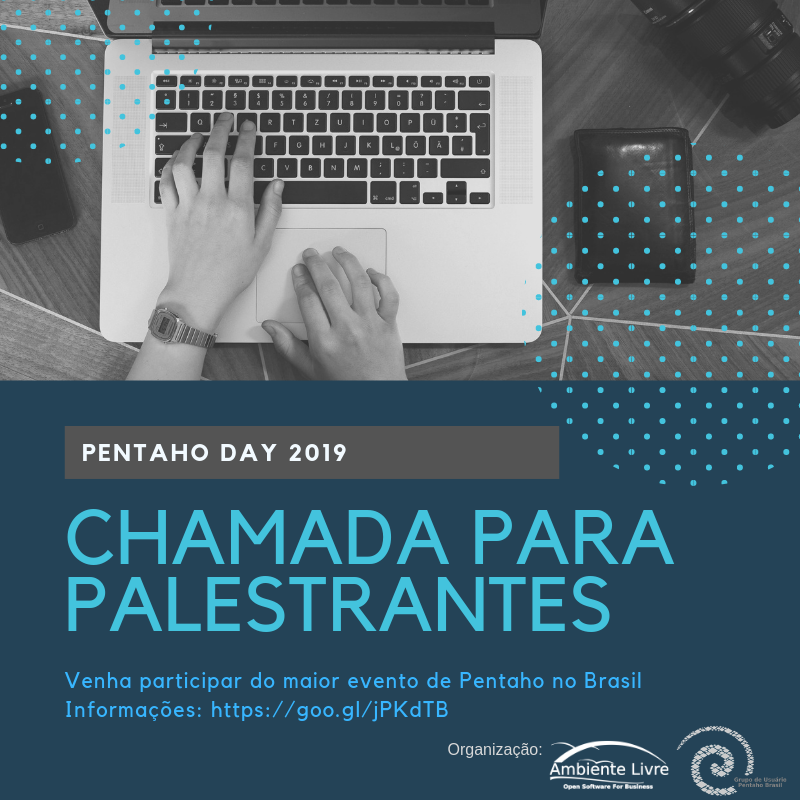 PENTAHO DAY 2019
CHAMADA PARA
PALESTRANTES
Venha participar do maior evento de Pentaho no Brasil
Informações: https://goo.gl/jPKdTB
Organização:
Ambiente Livre
Open Software For Business
Grupo de Usuário
Pentaho Brasil